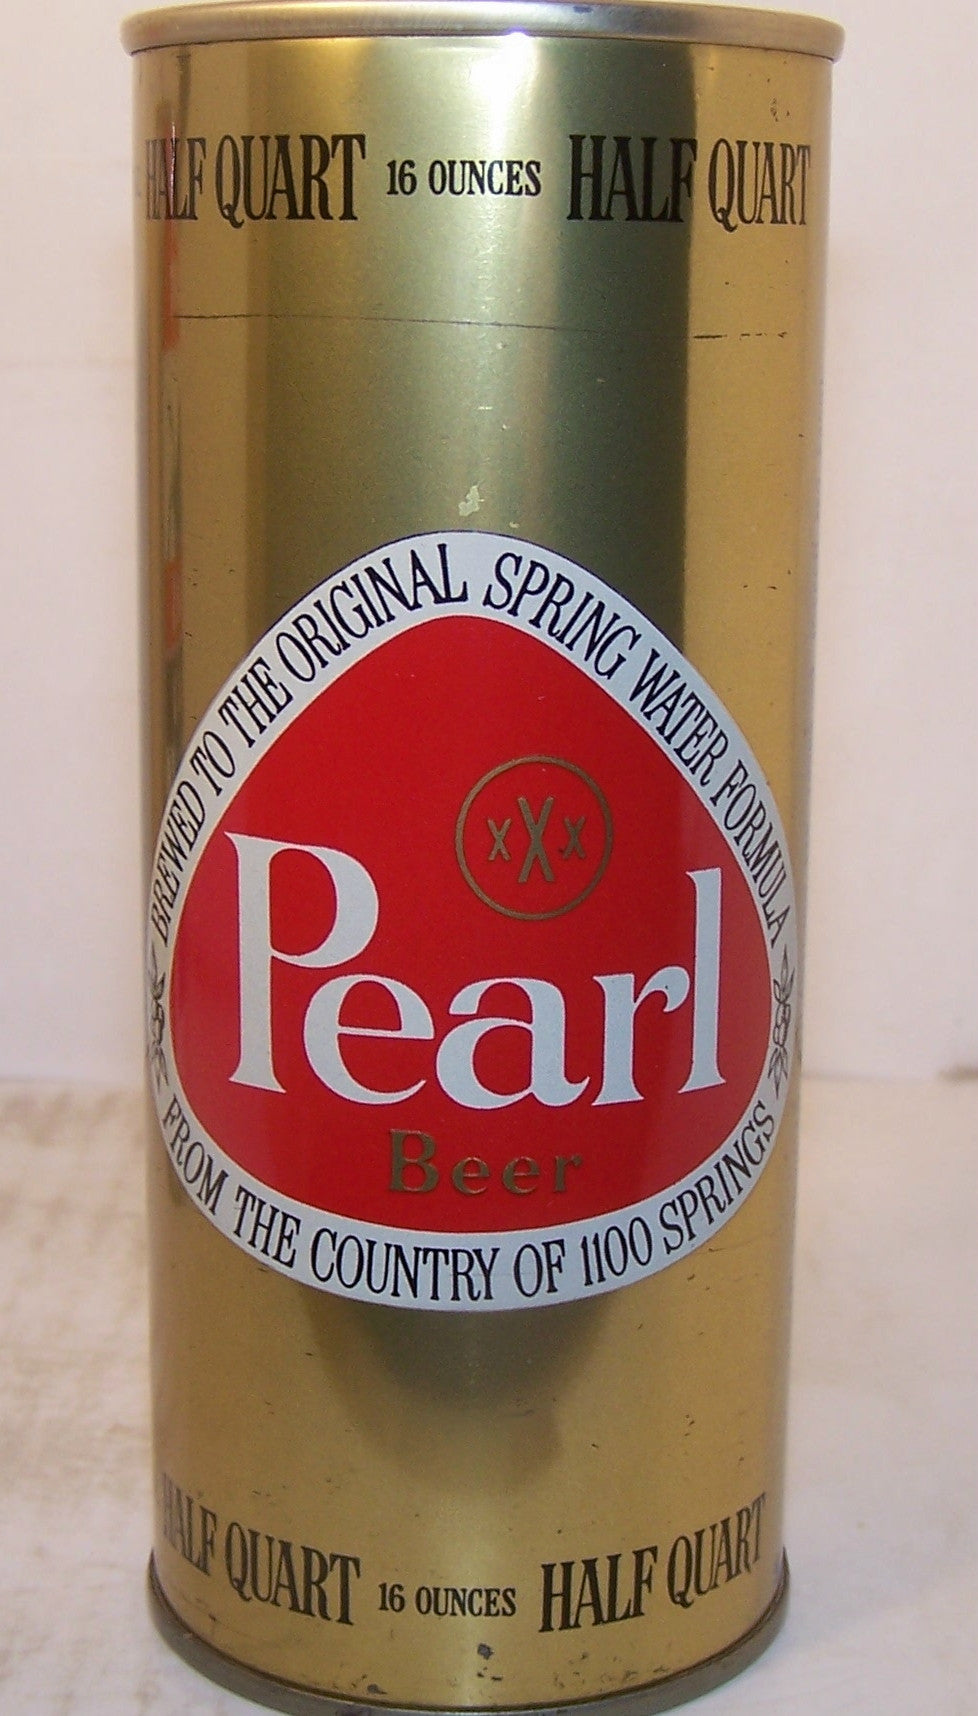 HALF QUART 16 OUNCES HALF QUART
BREWED TO THE ORIGINAL SPRING WATER FORMULA
xXx
Pearl
Beer
FROM THE COUNTRY OF 1100 SPRINGS
HALF QUART 16 OUNCES HALF QUART